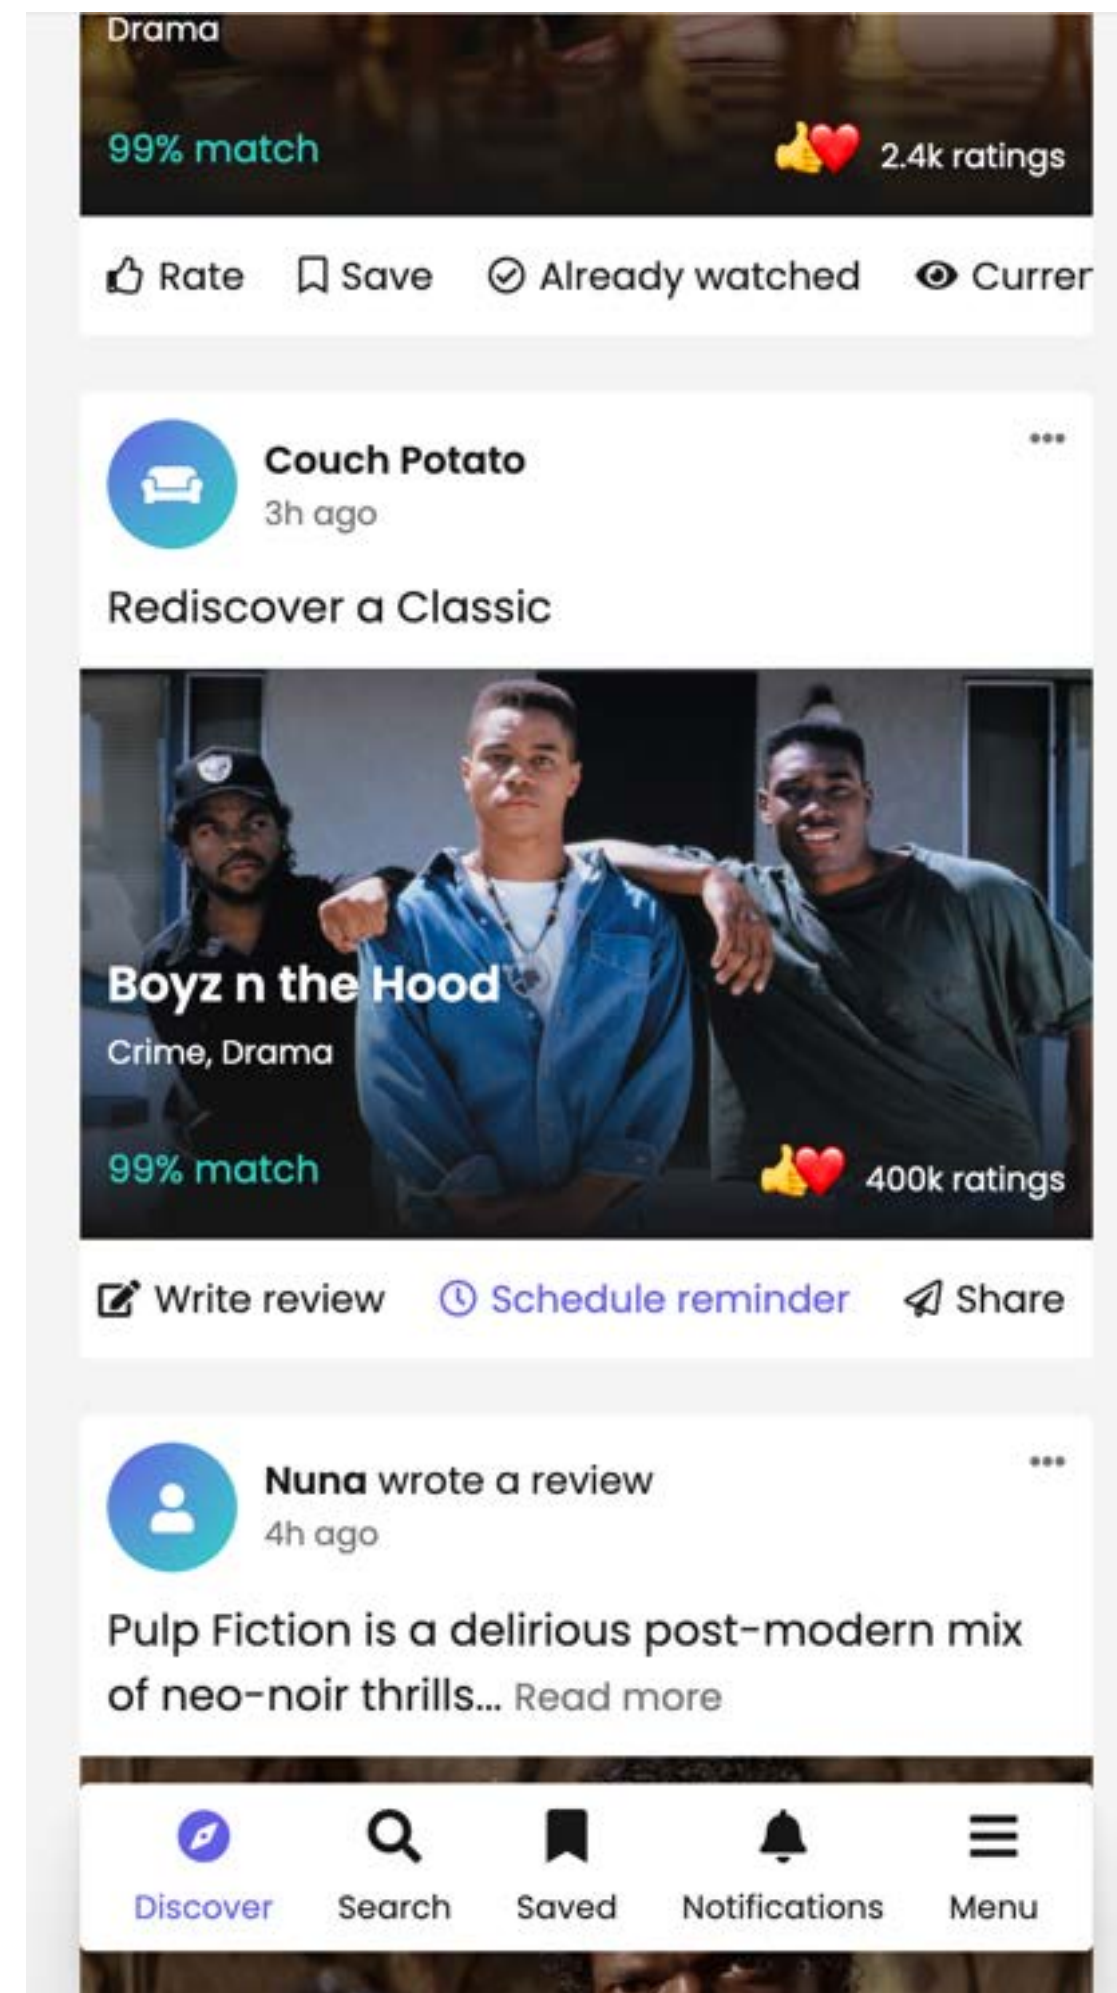 Drama
99% match
2.4k ratings
Rate Save Already watched Curren
Couch Potato
3h ago
Rediscover a Classic
Boyz n the Hood
Crime, Drama
99% match
400k ratings
Write review Schedule reminder Share
Nuna wrote a review
4h ago
Pulp Fiction is a delirious post-modern mix
of neo-noir thrills... Read more
Discover Search Saved Notifications Menu